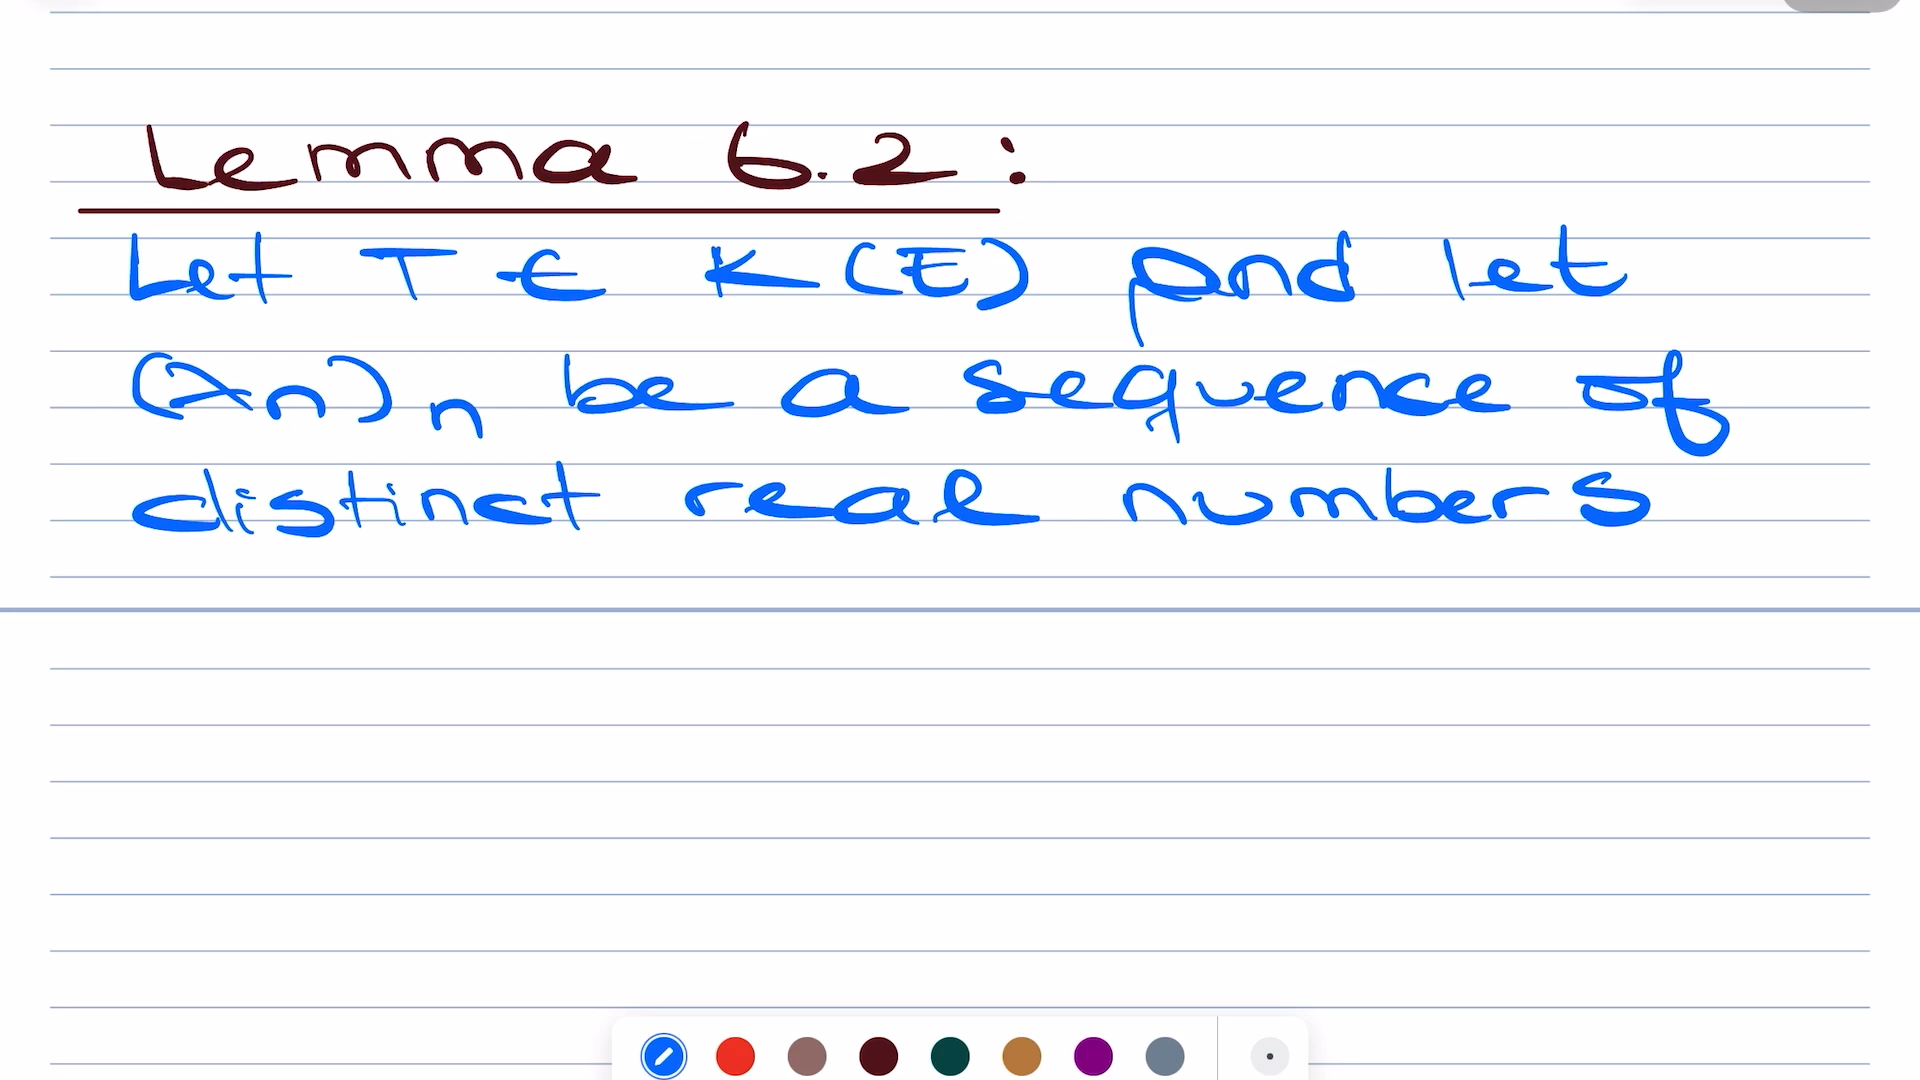 Lemma 6.2:
Let T ∈ K(E) and let
(λn)n be a sequence of
distinct real numbers